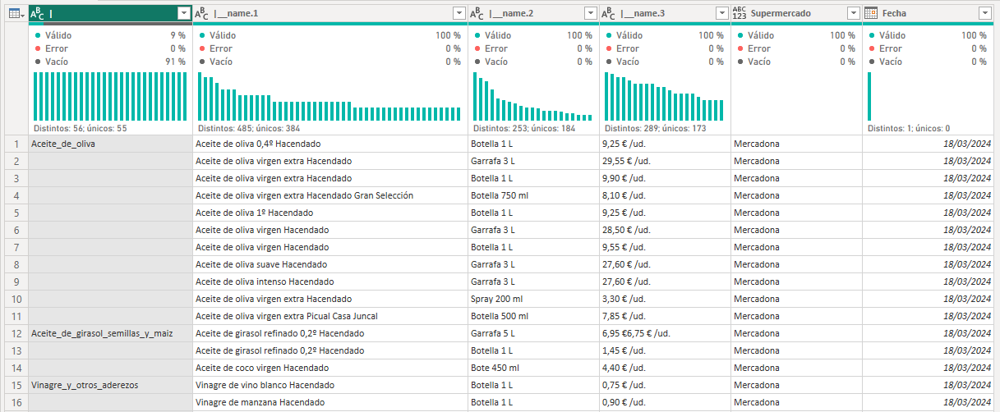 ABC | ABC |__name.1 ABC |__name.2 ABC |__name.3 ABC 123 Supermercado Fecha
Válido 9 % Válido 100 % Válido 100 % Válido 100 % Válido 100 % Válido 100 %
Error 0 % Error 0 % Error 0 % Error 0 % Error 0 % Error 0 %
Vacío 91 % Vacío 0 % Vacío 0 % Vacío 0 % Vacío 0 % Vacío 0 %
Distintos: 56; únicos: 55 Distintos: 485; únicos: 384 Distintos: 253; únicos: 184 Distintos: 289; únicos: 173 Distintos: 1; únicos: 0
1 Aceite_de_oliva Aceite de oliva 0,4º Hacendado Botella 1 L 9,25 € /ud. Mercadona 18/03/2024
2 Aceite de oliva virgen extra Hacendado Garrafa 3 L 29,55 € /ud. Mercadona 18/03/2024
3 Aceite de oliva virgen extra Hacendado Botella 1 L 9,90 € /ud. Mercadona 18/03/2024
4 Aceite de oliva virgen extra Hacendado Gran Selección Botella 750 ml 8,10 € /ud. Mercadona 18/03/2024
5 Aceite de oliva 1º Hacendado Botella 1 L 9,25 € /ud. Mercadona 18/03/2024
6 Aceite de oliva virgen Hacendado Garrafa 3 L 28,50 € /ud. Mercadona 18/03/2024
7 Aceite de oliva virgen Hacendado Botella 1 L 9,55 € /ud. Mercadona 18/03/2024
8 Aceite de oliva suave Hacendado Garrafa 3 L 27,60 € /ud. Mercadona 18/03/2024
9 Aceite de oliva intenso Hacendado Garrafa 3 L 27,60 € /ud. Mercadona 18/03/2024
10 Aceite de oliva virgen extra Hacendado Spray 200 ml 3,30 € /ud. Mercadona 18/03/2024
11 Aceite de oliva virgen extra Picual Casa Juncal Botella 500 ml 7,85 € /ud. Mercadona 18/03/2024
12 Aceite_de_girasol_semillas_y_maiz Aceite de girasol refinado 0,2º Hacendado Garrafa 5 L 6,95 €6,75 € /ud. Mercadona 18/03/2024
13 Aceite de girasol refinado 0,2º Hacendado Botella 1 L 1,45 € /ud. Mercadona 18/03/2024
14 Aceite de coco virgen Hacendado Bote 450 ml 4,40 € /ud. Mercadona 18/03/2024
15 Vinagre_y_otros_aderezos Vinagre de vino blanco Hacendado Botella 1 L 0,75 € /ud. Mercadona 18/03/2024
16 Vinagre de manzana Hacendado Botella 1 L 0,90 € /ud. Mercadona 18/03/2024